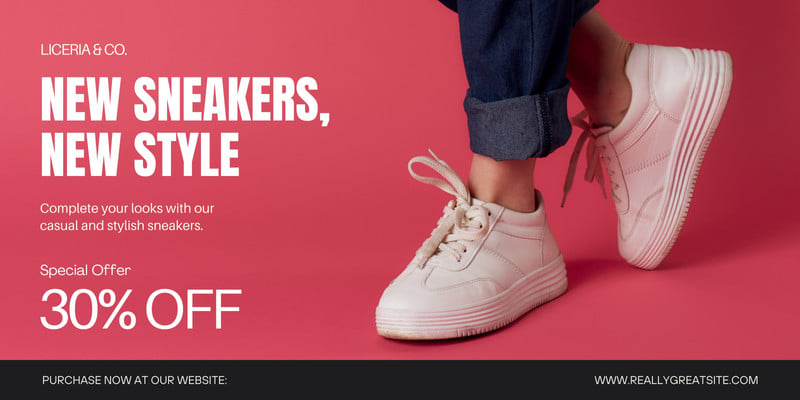 LICERIA & CO.
NEW SNEAKERS,
NEW STYLE
Complete your looks with our
casual and stylish sneakers.
Special Offer
30% OFF
PURCHASE NOW AT OUR WEBSITE:
WWW.REALLYGREATSITE.COM